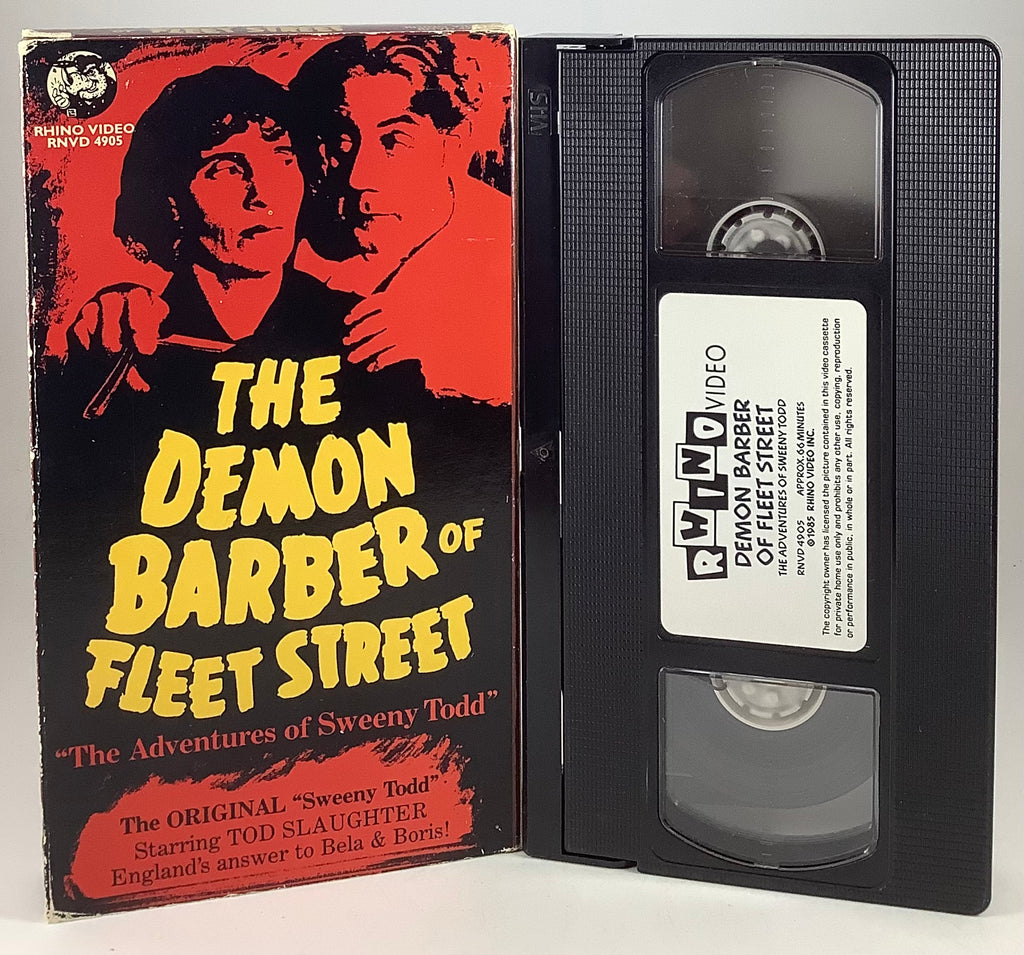 RHINO VIDEO
RNVD 4905
THE
DEMON
BARBER OF
FLEET STREET
"The Adventures of Sweeny Todd"
The ORIGINAL "Sweeny Todd"
Starring TOD SLAUGHTER
England's answer to Bela & Boris!
VHS
RHINO VIDEO
DEMON BARBER
OF FLEET STREET
THE ADVENTURES OF SWEENY TODD
RNVD 4905 APPROX. 66 MINUTES
©1985 RHINO VIDEO INC.
The copyright owner has licensed the picture contained in this video cassette
for private home use only and prohibits any other use, copying, reproduction
or performance in public, in whole or in part. All rights reserved.